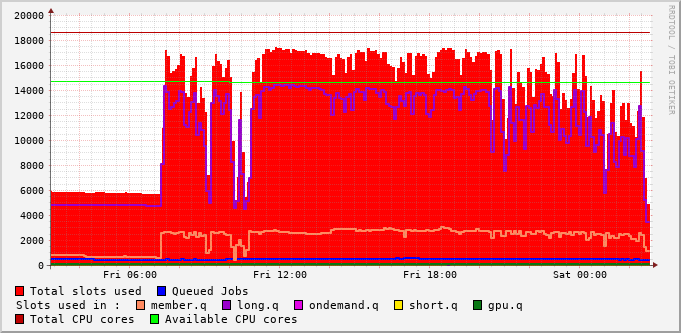 20000
18000
16000
14000
12000
10000
8000
6000
4000
2000
0
Fri 06:00 Fri 12:00 Fri 18:00 Sat 00:00
Total slots used Queued Jobs
Slots used in : member.q long.q ondemand.q short.q gpu.q
Total CPU cores Available CPU cores
RRDTOOL / TOBI OETIKER